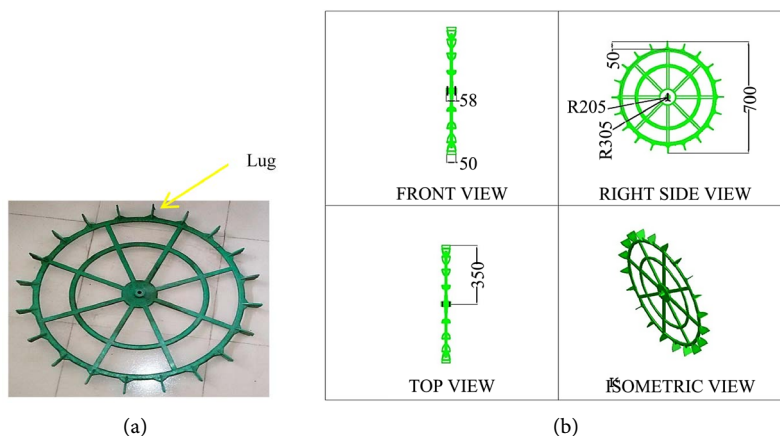 Lug
58
50
FRONT VIEW
50
R205
R305
700
RIGHT SIDE VIEW
350
TOP VIEW
ISOMETRIC VIEW
(a)
(b)